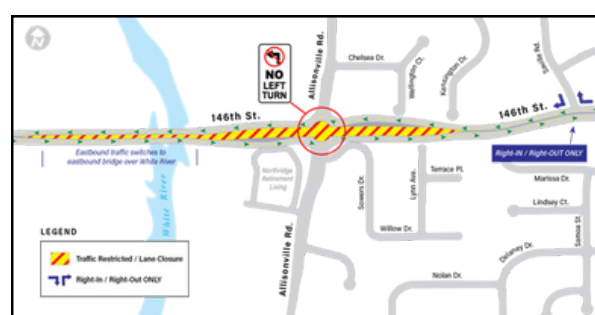 N
NO
LEFT
TURN
Allisonville Rd.
Chelsea Dr.
Wellington Ct.
Kensington Dr.
146th St.
146th St.
Eastbound traffic switches to
eastbound bridge over White River
Right-IN / Right-OUT ONLY
Northridge
Retirement
Living
White River
Sowers Dr.
Lynn Ave.
Terrace Pl.
Marissa Dr.
Lindsey Ct.
Samoa St.
Willow Dr.
Delaney Dr.
Nolan Dr.
Allisonville Rd.
LEGEND
Traffic Restricted / Lane Closure
Right-In / Right-Out ONLY